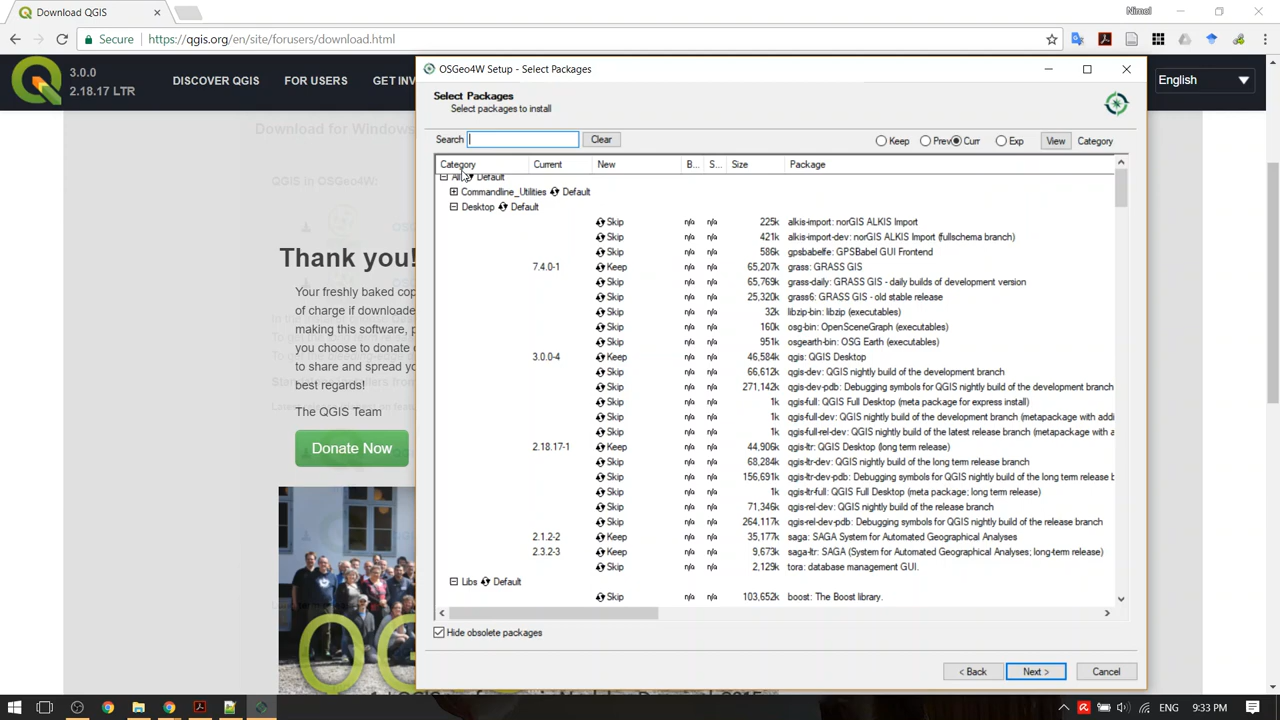 Download QGIS
Nimol
Secure
https://qgis.org/en/site/forusers/download.html
3.0.0
2.18.17 LTR
DISCOVER QGIS
FOR USERS
GET INV
English
Download for Windows
QGIS in OSGeo4W:
Thank you!
Your freshly baked cop
of charge if downloade
making this software, p
you choose to donate
to share and spread yo
best regards!
The QGIS Team
Donate Now
OSGeo4W Setup - Select Packages
Select Packages
Select packages to install
Search
Clear
Keep
Prev
Curr
Exp
View
Category
Category Current New B... S... Size Package
All Default
Commandline_Utilities Default
Desktop Default
Skip n/a n/a 225k alkis-import: norGIS ALKIS Import
Skip n/a n/a 421k alkis-import-dev: norGIS ALKIS Import (fullschema branch)
Skip n/a n/a 586k gpsbabelfe: GPSBabel GUI Frontend
7.4.0-1 Keep n/a n/a 65,207k grass: GRASS GIS
Skip n/a n/a 65,769k grass-daily: GRASS GIS - daily builds of development version
Skip n/a n/a 25,320k grass6: GRASS GIS - old stable release
Skip n/a n/a 32k libzip-bin: libzip (executables)
Skip n/a n/a 160k osg-bin: OpenSceneGraph (executables)
Skip n/a n/a 951k osgearth-bin: OSG Earth (executables)
3.0.0-4 Keep n/a n/a 46,584k qgis: QGIS Desktop
Skip n/a n/a 66,612k qgis-dev: QGIS nightly build of the development branch
Skip n/a n/a 271,142k qgis-dev-pdb: Debugging symbols for QGIS nightly build of the development branch
Skip n/a n/a 1k qgis-full: QGIS Full Desktop (meta package for express install)
Skip n/a n/a 1k qgis-full-dev: QGIS nightly build of the development branch (metapackage with addi
Skip n/a n/a 1k qgis-full-rel-dev: QGIS nightly build of the latest release branch (metapackage with a
2.18.17-1 Keep n/a n/a 44,906k qgis-ltr: QGIS Desktop (long term release)
Skip n/a n/a 68,284k qgis-ltr-dev: QGIS nightly build of the long term release branch
Skip n/a n/a 156,691k qgis-ltr-dev-pdb: Debugging symbols for QGIS nightly build of the long term release branch
Skip n/a n/a 1k qgis-ltr-full: QGIS Full Desktop (meta package; long term release)
Skip n/a n/a 71,346k qgis-rel-dev: QGIS nightly build of the release branch
Skip n/a n/a 264,117k qgis-rel-dev-pdb: Debugging symbols for QGIS nightly build of the release branch
2.1.2-2 Keep n/a n/a 35,177k saga: SAGA System for Automated Geographical Analyses
2.3.2-3 Keep n/a n/a 9,673k saga-ltr: SAGA (System for Automated Geographical Analyses; long-term release)
Skip n/a n/a 2,129k tora: database management GUI.
Libs Default
Skip n/a n/a 103,652k boost: The Boost library.
Hide obsolete packages
< Back
Next >
Cancel
ENG
9:33 PM